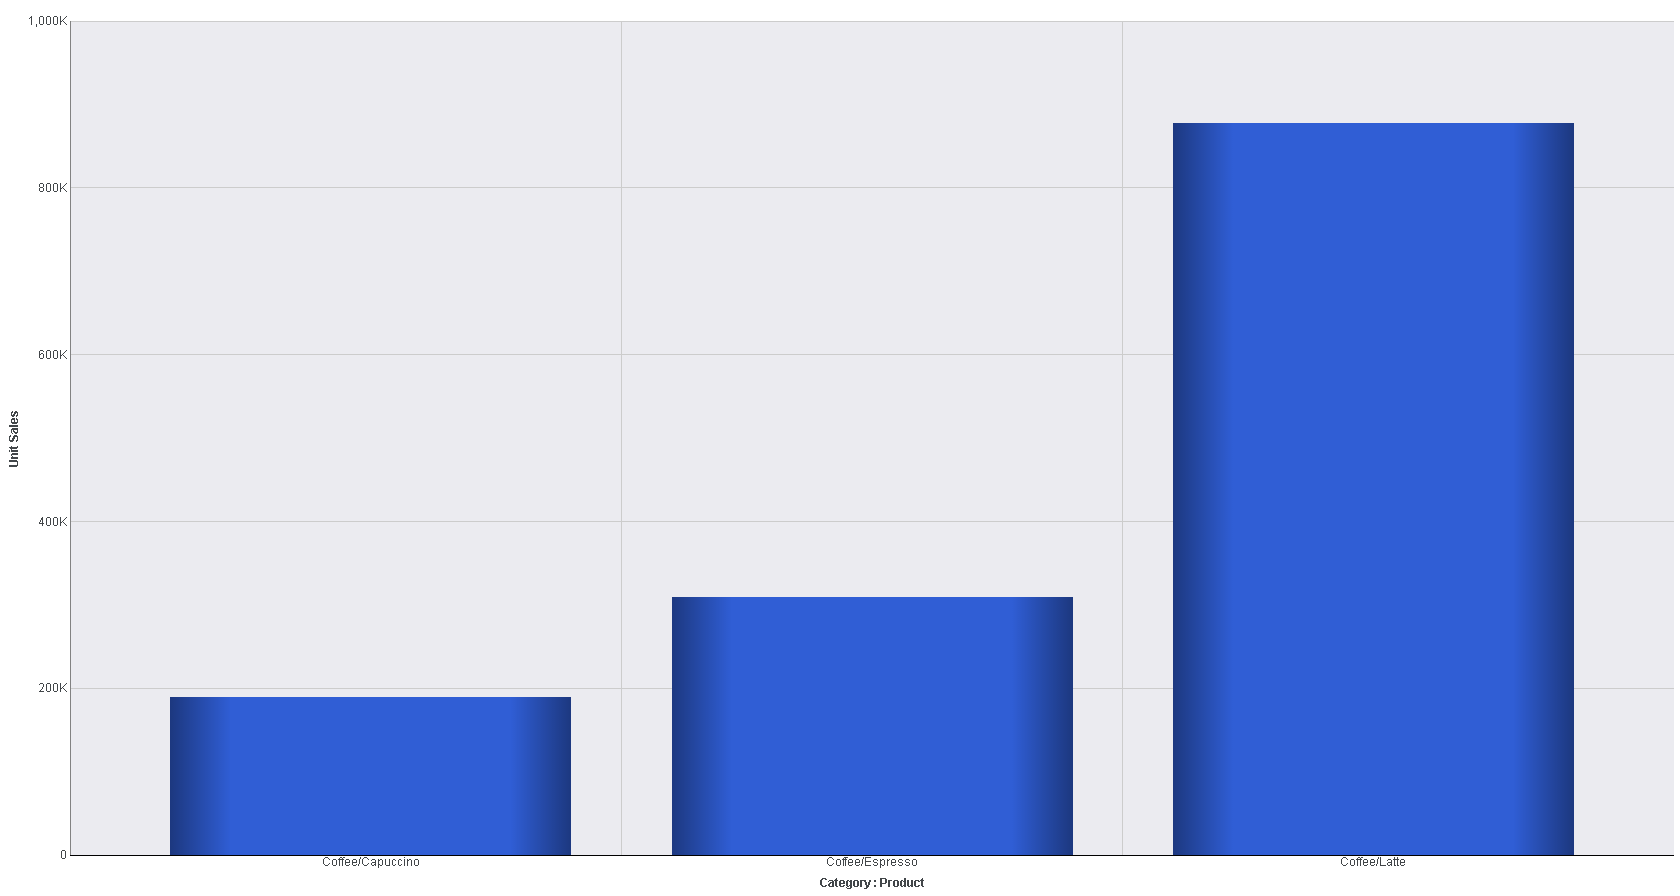 1,000K
800K
600K
400K
200K
0
Unit Sales
Coffee/Capuccino
Coffee/Espresso
Coffee/Latte
Category : Product